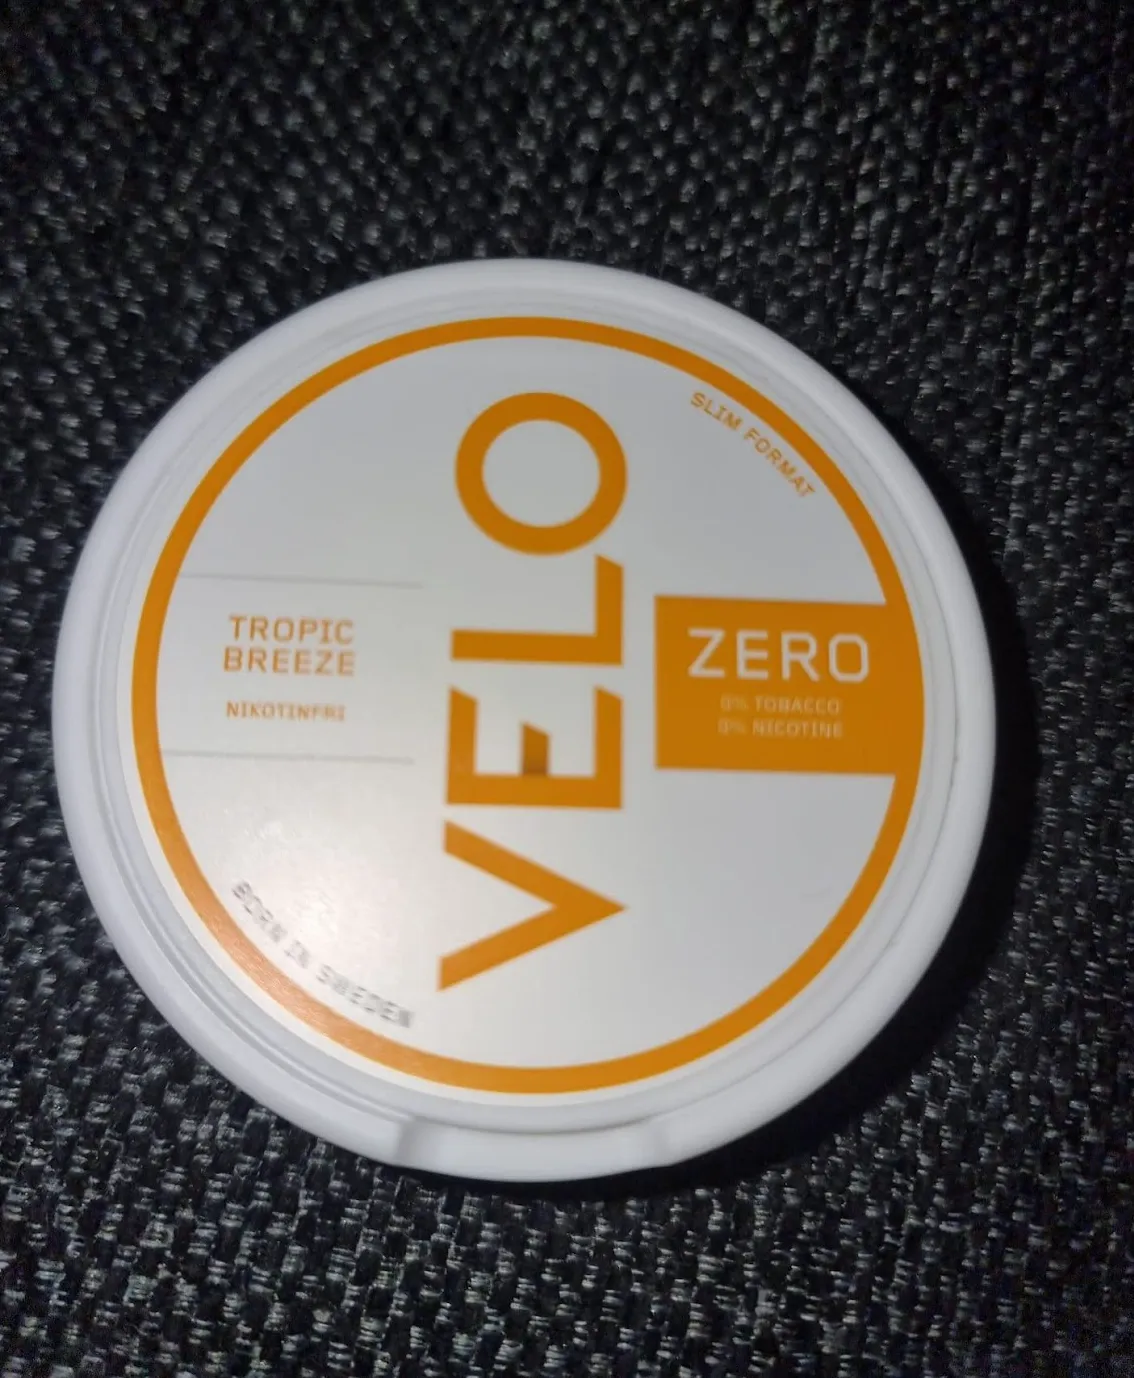 SLIM FORMAT
VELO
TROPIC
BREEZE
NIKOTINFRI
ZERO
0% TOBACCO
0% NICOTINE
BORN IN SWEDEN